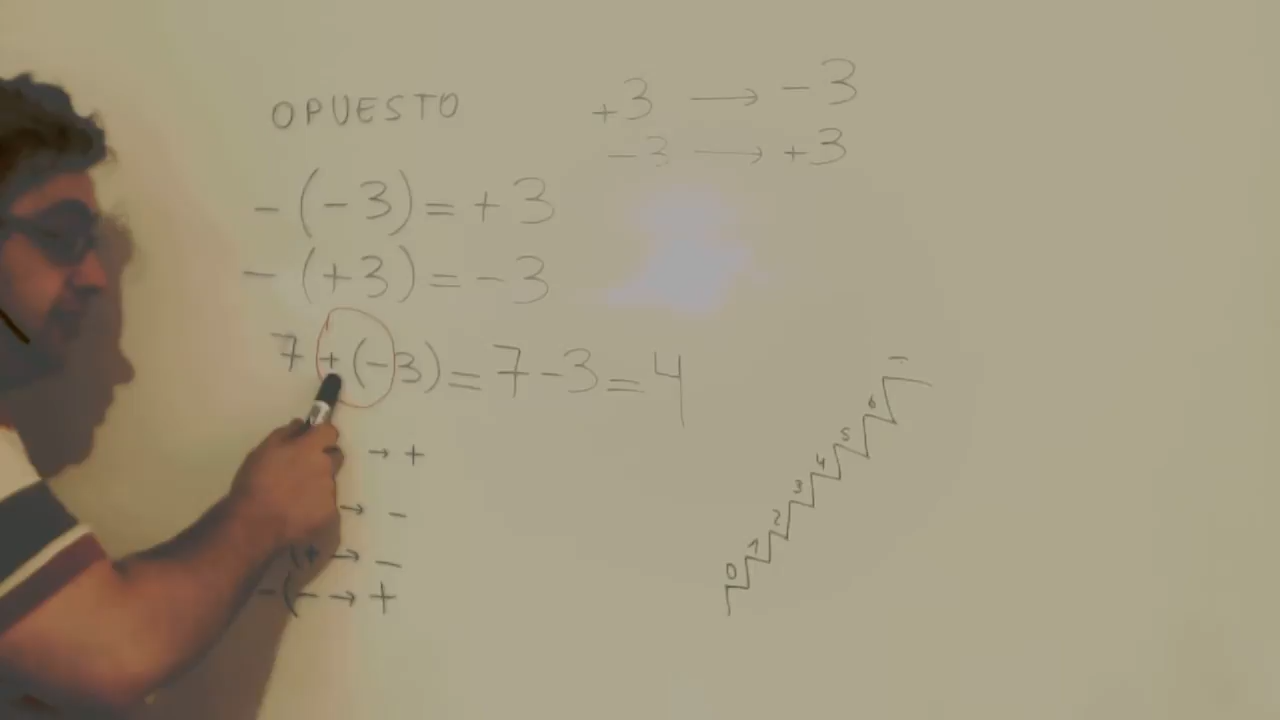 OPUESTO
+3 → -3
-3 → +3
-(-3)=+3
-(+3)=-3
7+(-3)=7-3=4
→ +
→ -
(+ → -
-(- → +
0 1 2 3 4 5 6